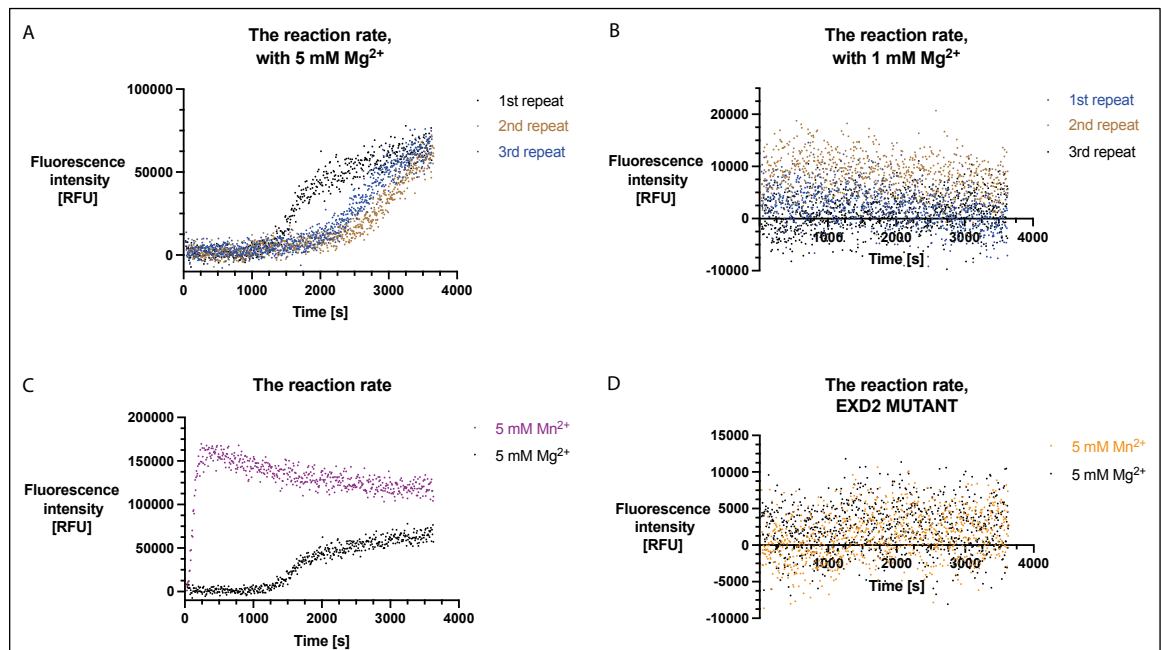 A
The reaction rate,
with 5 mM Mg²⁺
100000
50000
0
Fluorescence
intensity
[RFU]
0 1000 2000 3000 4000
Time [s]
1st repeat
2nd repeat
3rd repeat
B
The reaction rate,
with 1 mM Mg²⁺
20000
10000
0
-10000
Fluorescence
intensity
[RFU]
1000 2000 3000 4000
Time [s]
1st repeat
2nd repeat
3rd repeat
C
The reaction rate
200000
150000
100000
50000
0
Fluorescence
intensity
[RFU]
0 1000 2000 3000 4000
Time [s]
5 mM Mn²⁺
5 mM Mg²⁺
D
The reaction rate,
EXD2 MUTANT
15000
10000
5000
0
-5000
-10000
Fluorescence
intensity
[RFU]
1000 2000 3000 4000
Time [s]
5 mM Mn²⁺
5 mM Mg²⁺